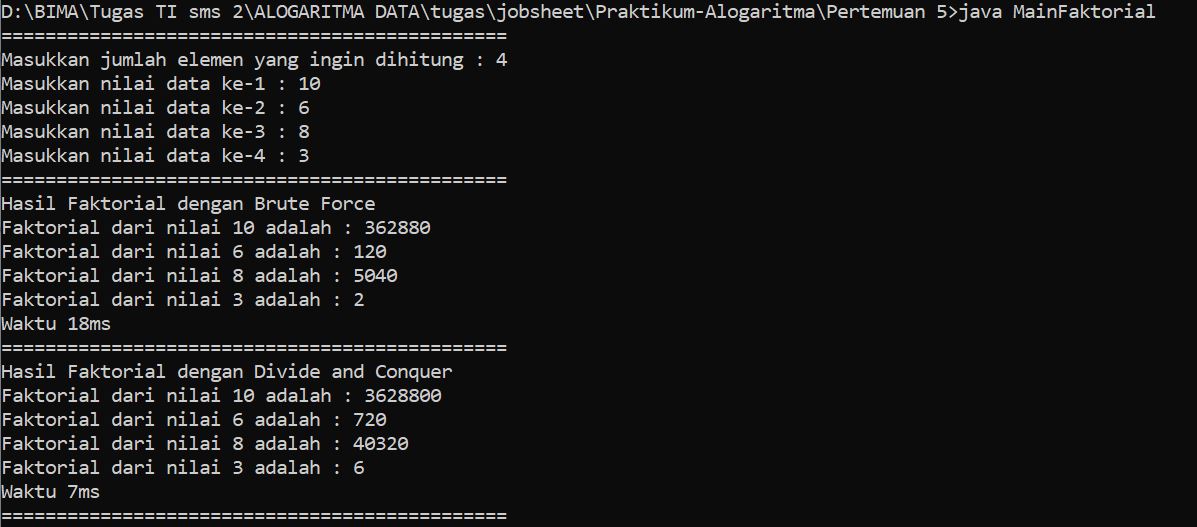 D:\BIMA\Tugas TI sms 2\ALOGARITMA DATA\tugas\jobsheet\Praktikum-Alogaritma\Pertemuan 5>java MainFaktorial
==============================================
Masukkan jumlah elemen yang ingin dihitung : 4
Masukkan nilai data ke-1 : 10
Masukkan nilai data ke-2 : 6
Masukkan nilai data ke-3 : 8
Masukkan nilai data ke-4 : 3
==============================================
Hasil Faktorial dengan Brute Force
Faktorial dari nilai 10 adalah : 362880
Faktorial dari nilai 6 adalah : 120
Faktorial dari nilai 8 adalah : 5040
Faktorial dari nilai 3 adalah : 2
Waktu 18ms
==============================================
Hasil Faktorial dengan Divide and Conquer
Faktorial dari nilai 10 adalah : 3628800
Faktorial dari nilai 6 adalah : 720
Faktorial dari nilai 8 adalah : 40320
Faktorial dari nilai 3 adalah : 6
Waktu 7ms
==============================================